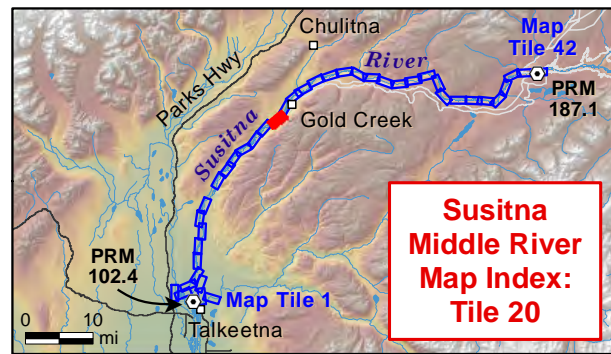 Chulitna
Map
Tile 42
River
Parks Hwy
PRM
187.1
Gold Creek
Susitna
Susitna
Middle River
Map Index:
Tile 20
PRM
102.4
Map Tile 1
0 10
mi
Talkeetna